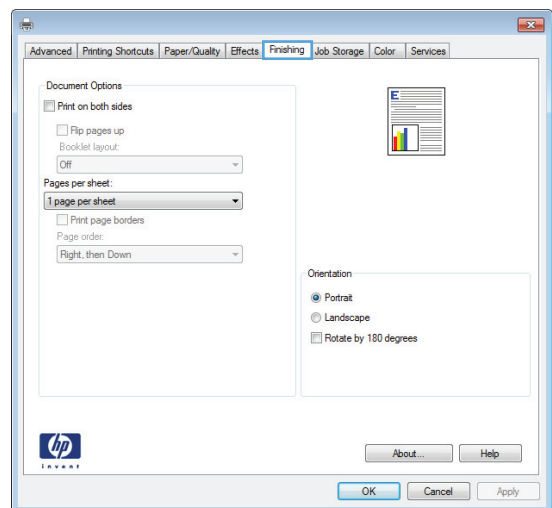 Advanced Printing Shortcuts Paper/Quality Effects Finishing Job Storage Color Services
Document Options
Print on both sides
Flip pages up
Booklet layout:
Off
Pages per sheet:
1 page per sheet
Print page borders
Page order:
Right, then Down
E
Orientation
Portrait
Landscape
Rotate by 180 degrees
hp
invent
About... Help
OK Cancel Apply